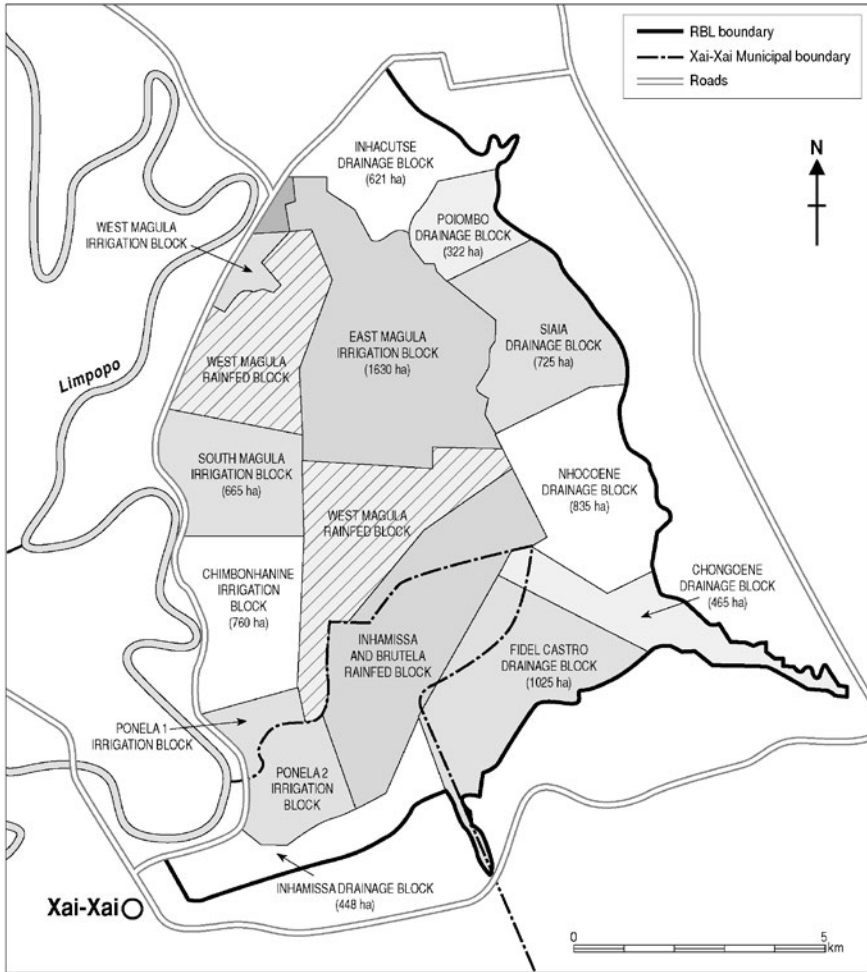 RBL boundary
Xai-Xai Municipal boundary
Roads
N
INHACUTSE
DRAINAGE BLOCK
(621 ha)
POIOMBO
DRAINAGE BLOCK
(322 ha)
WEST MAGULA
IRRIGATION BLOCK
EAST MAGULA
IRRIGATION BLOCK
(1630 ha)
SIAIA
DRAINAGE BLOCK
(725 ha)
Limpopo
WEST MAGULA
RAINFED BLOCK
SOUTH MAGULA
IRRIGATION BLOCK
(665 ha)
NHOCOENE
DRAINAGE BLOCK
(835 ha)
WEST MAGULA
RAINFED BLOCK
CHONGOENE
DRAINAGE BLOCK
(465 ha)
CHIMBONHANINE
IRRIGATION
BLOCK
(760 ha)
INHAMISSA
AND BRUTELA
RAINFED BLOCK
FIDEL CASTRO
DRAINAGE BLOCK
(1025 ha)
PONELA 1
IRRIGATION BLOCK
PONELA 2
IRRIGATION
BLOCK
INHAMISSA DRAINAGE BLOCK
(448 ha)
Xai-Xai
0 5
km